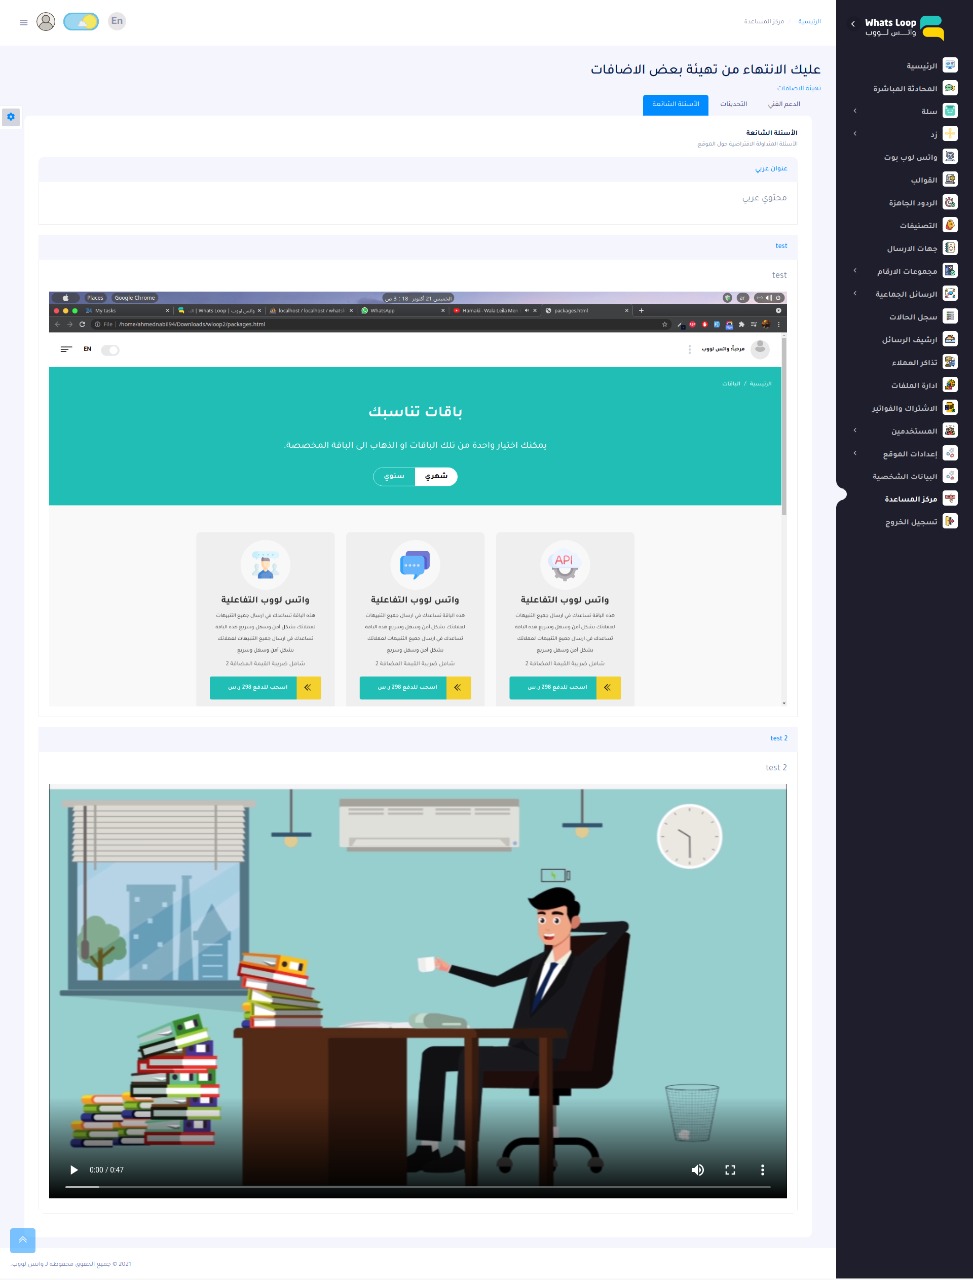 Whats Loop
واتـــس لـــووب
الرئيسية
المحادثة المباشرة
سلة
زد
واتس لوب بوت
القوالب
الردود الجاهزة
التصنيفات
جهات الارسال
مجموعات الارقام
الرسائل الجماعية
سجل الحالات
ارشيف الرسائل
تذاكر العملاء
ادارة الملفات
الاشتراك والفواتير
المستخدمين
إعدادات الموقع
البيانات الشخصية
مركز المساعدة
تسجيل الخروج
الرئيسية مركز المساعدة
En
عليك الانتهاء من تهيئة بعض الاضافات
تهيئة الاضافات
الدعم الفني
التحديثات
الأسئلة الشائعة
الأسئلة الشائعة
الأسئلة المتداولة الافتراضية حول الموقع
عنوان عربي
محتوي عربي
test
test
Places Google Chrome
الخميس 21 أكتوبر 3:18 ص
My tasks
Whats Loop | واتس لووب
localhost / localhost / whatsl
WhatsApp
packages.html
File | /home/ahmednabil94/Downloads/wloop2/packages.html
EN
مرحبا، واتس لووب
الرئيسية / الباقات
باقات تناسبك
يمكنك اختيار واحدة من تلك الباقات او الذهاب الى الباقة المخصصة.
شهري
سنوي
API
واتس لووب التفاعلية
هذه الباقة تساعدك في ارسال جميع التنبيهات
لعملائك بشكل آمن وسهل وسريع هذه الباقة
تساعدك في ارسال جميع التنبيهات لعملائك
بشكل آمن وسهل وسريع
شامل ضريبة القيمة المضافة 2
اسحب للدفع 298 ر.س
واتس لووب التفاعلية
هذه الباقة تساعدك في ارسال جميع التنبيهات
لعملائك بشكل آمن وسهل وسريع هذه الباقة
تساعدك في ارسال جميع التنبيهات لعملائك
بشكل آمن وسهل وسريع
شامل ضريبة القيمة المضافة 2
اسحب للدفع 298 ر.س
واتس لووب التفاعلية
هذه الباقة تساعدك في ارسال جميع التنبيهات
لعملائك بشكل آمن وسهل وسريع هذه الباقة
تساعدك في ارسال جميع التنبيهات لعملائك
بشكل آمن وسهل وسريع
شامل ضريبة القيمة المضافة 2
اسحب للدفع 298 ر.س
test 2
test 2
0:00 / 0:47
2021 © جميع الحقوق محفوظة لـ واتس لووب